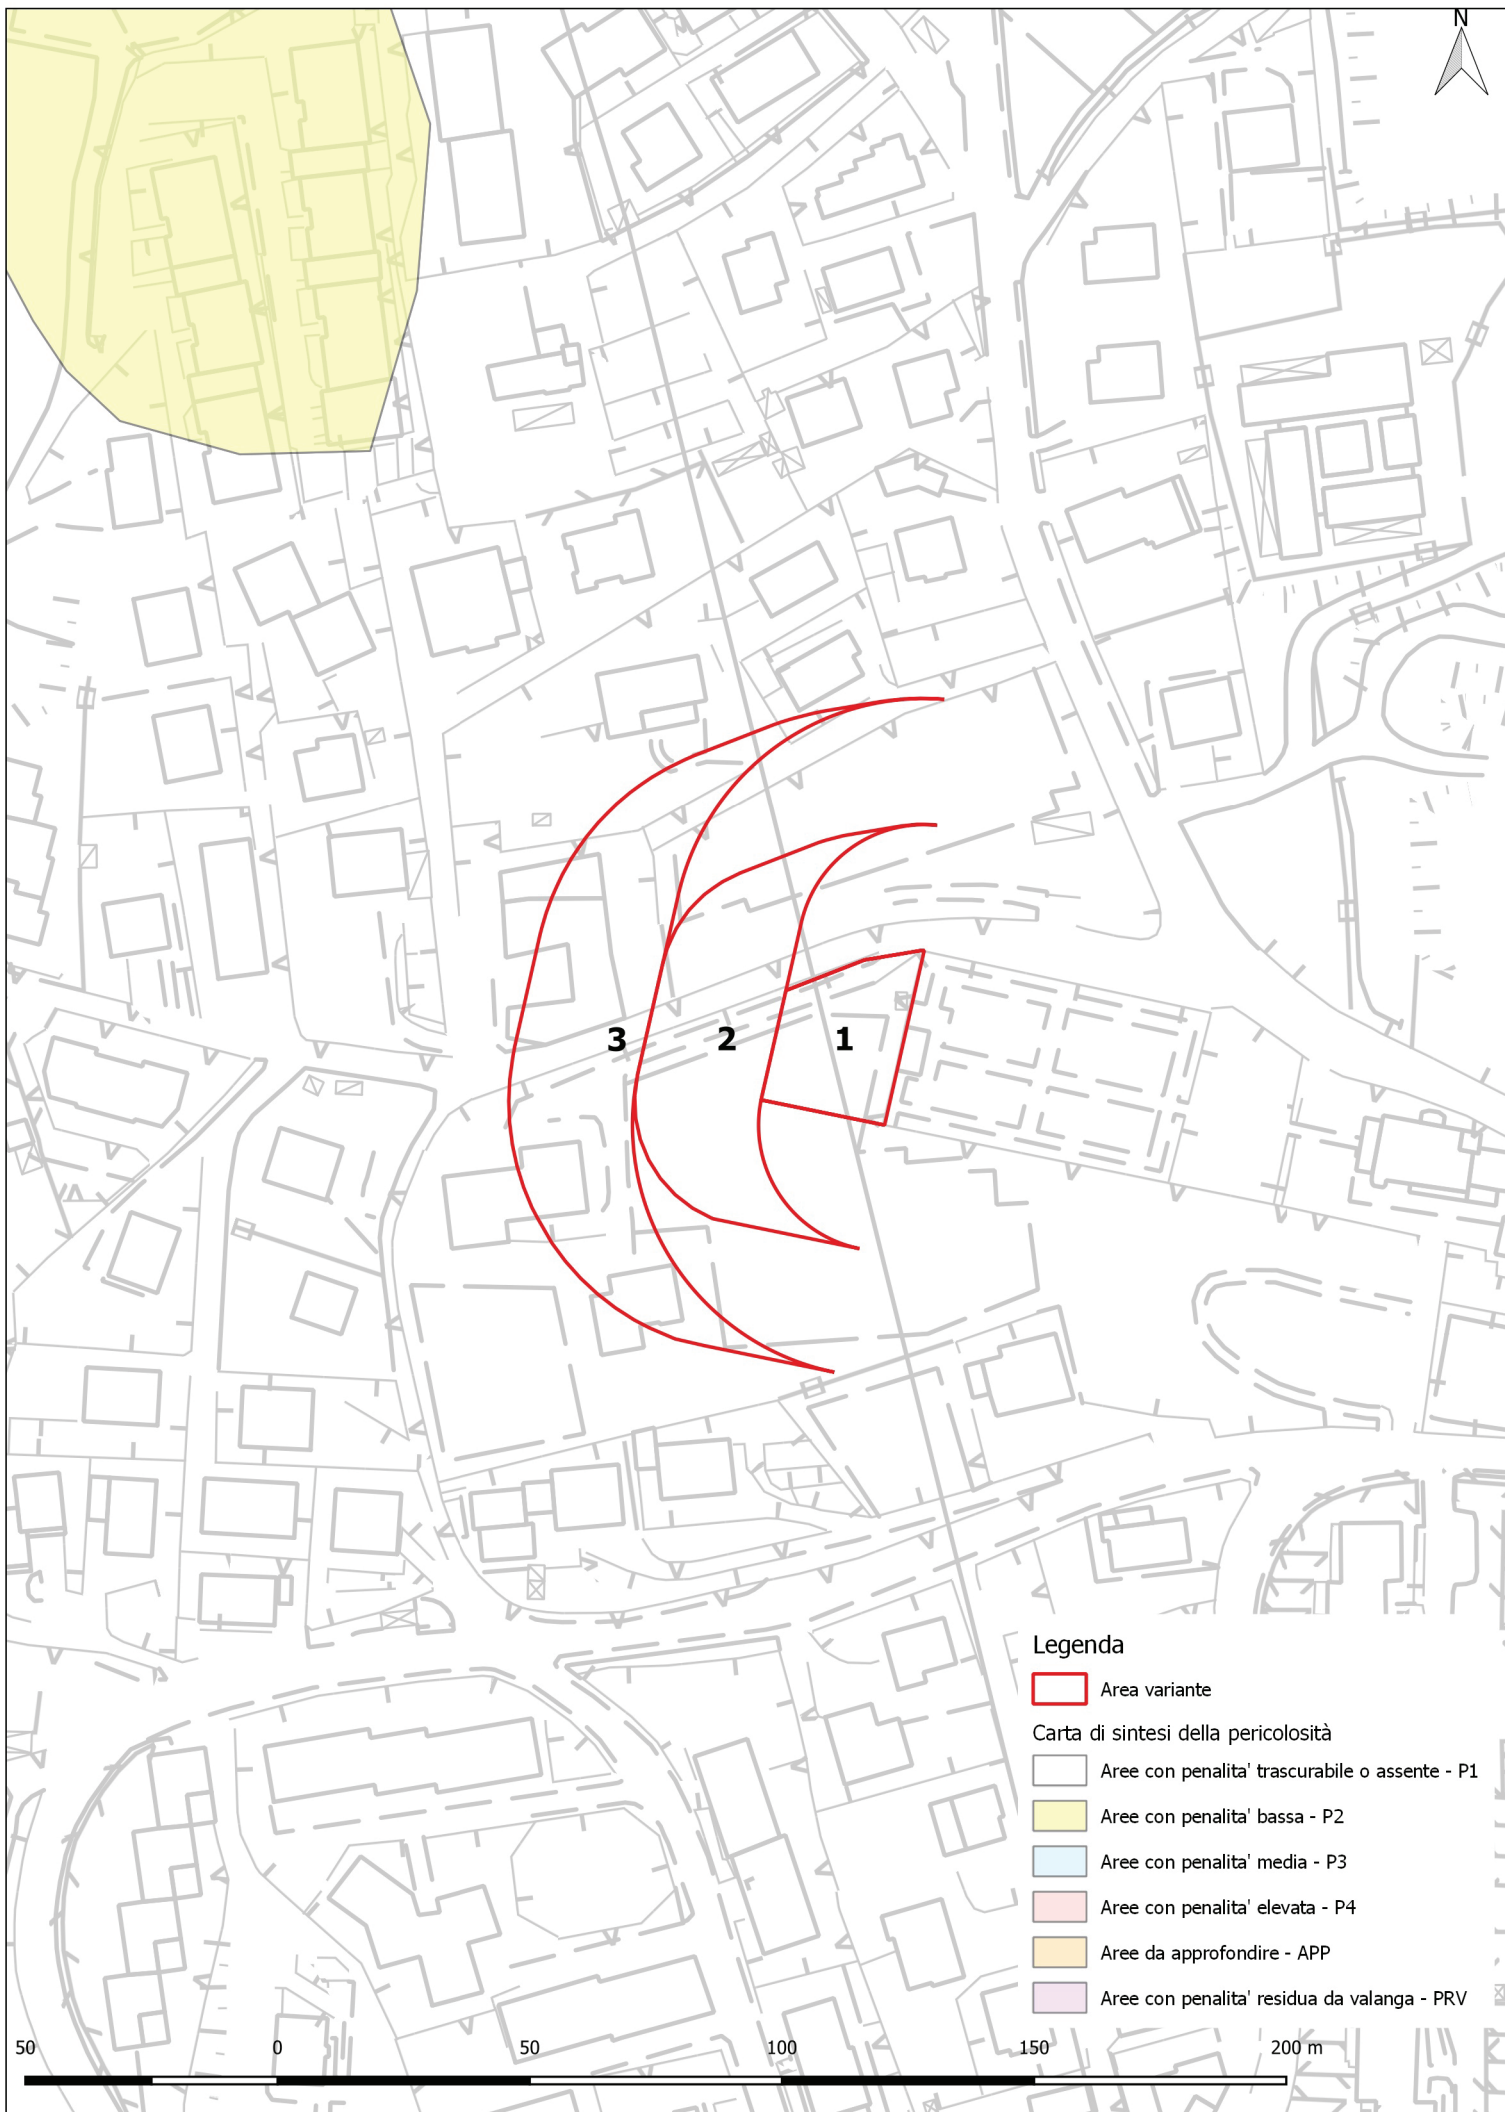 N
3 2 1
Legenda
Area variante
Carta di sintesi della pericolosità
Aree con penalita' trascurabile o assente - P1
Aree con penalita' bassa - P2
Aree con penalita' media - P3
Aree con penalita' elevata - P4
Aree da approfondire - APP
Aree con penalita' residua da valanga - PRV
50 0 50 100 150 200 m